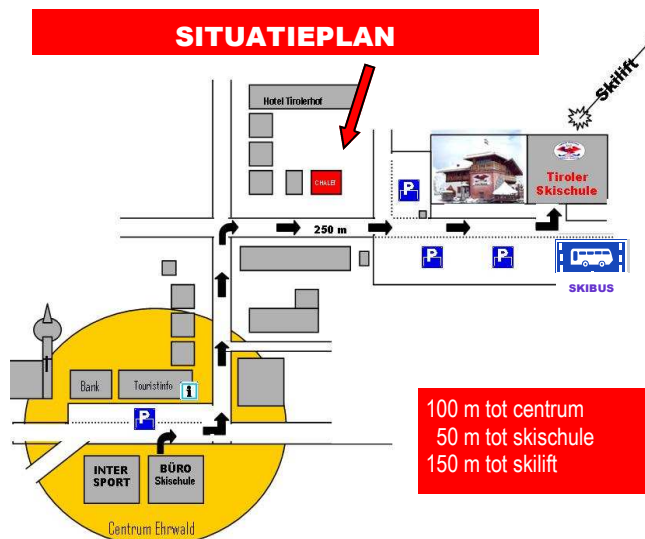 SITUATIEPLAN
Skilift
Hotel Tirolerhof
CHALET
P
Tiroler
Skischule
250 m
P
P
SKIBUS
Bank
Touristinfo
i
P
INTER
SPORT
BÜRO
Skischule
Centrum Ehrwald
100 m tot centrum
50 m tot skischule
150 m tot skilift